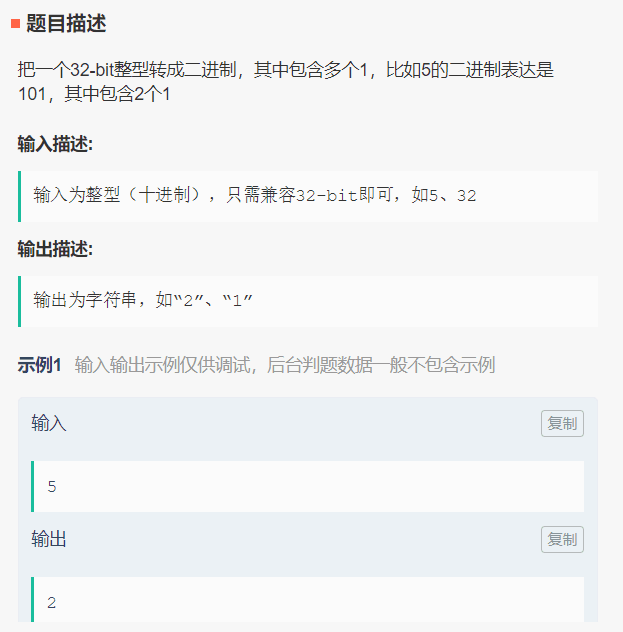 题目描述
把一个32-bit整型转成二进制，其中包含多个1，比如5的二进制表达是
101，其中包含2个1
输入描述:
输入为整型（十进制），只需兼容32-bit即可，如5、32
输出描述:
输出为字符串，如“2”、“1”
示例1 输入输出示例仅供调试，后台判题数据一般不包含示例
输入 复制
5
输出 复制
2